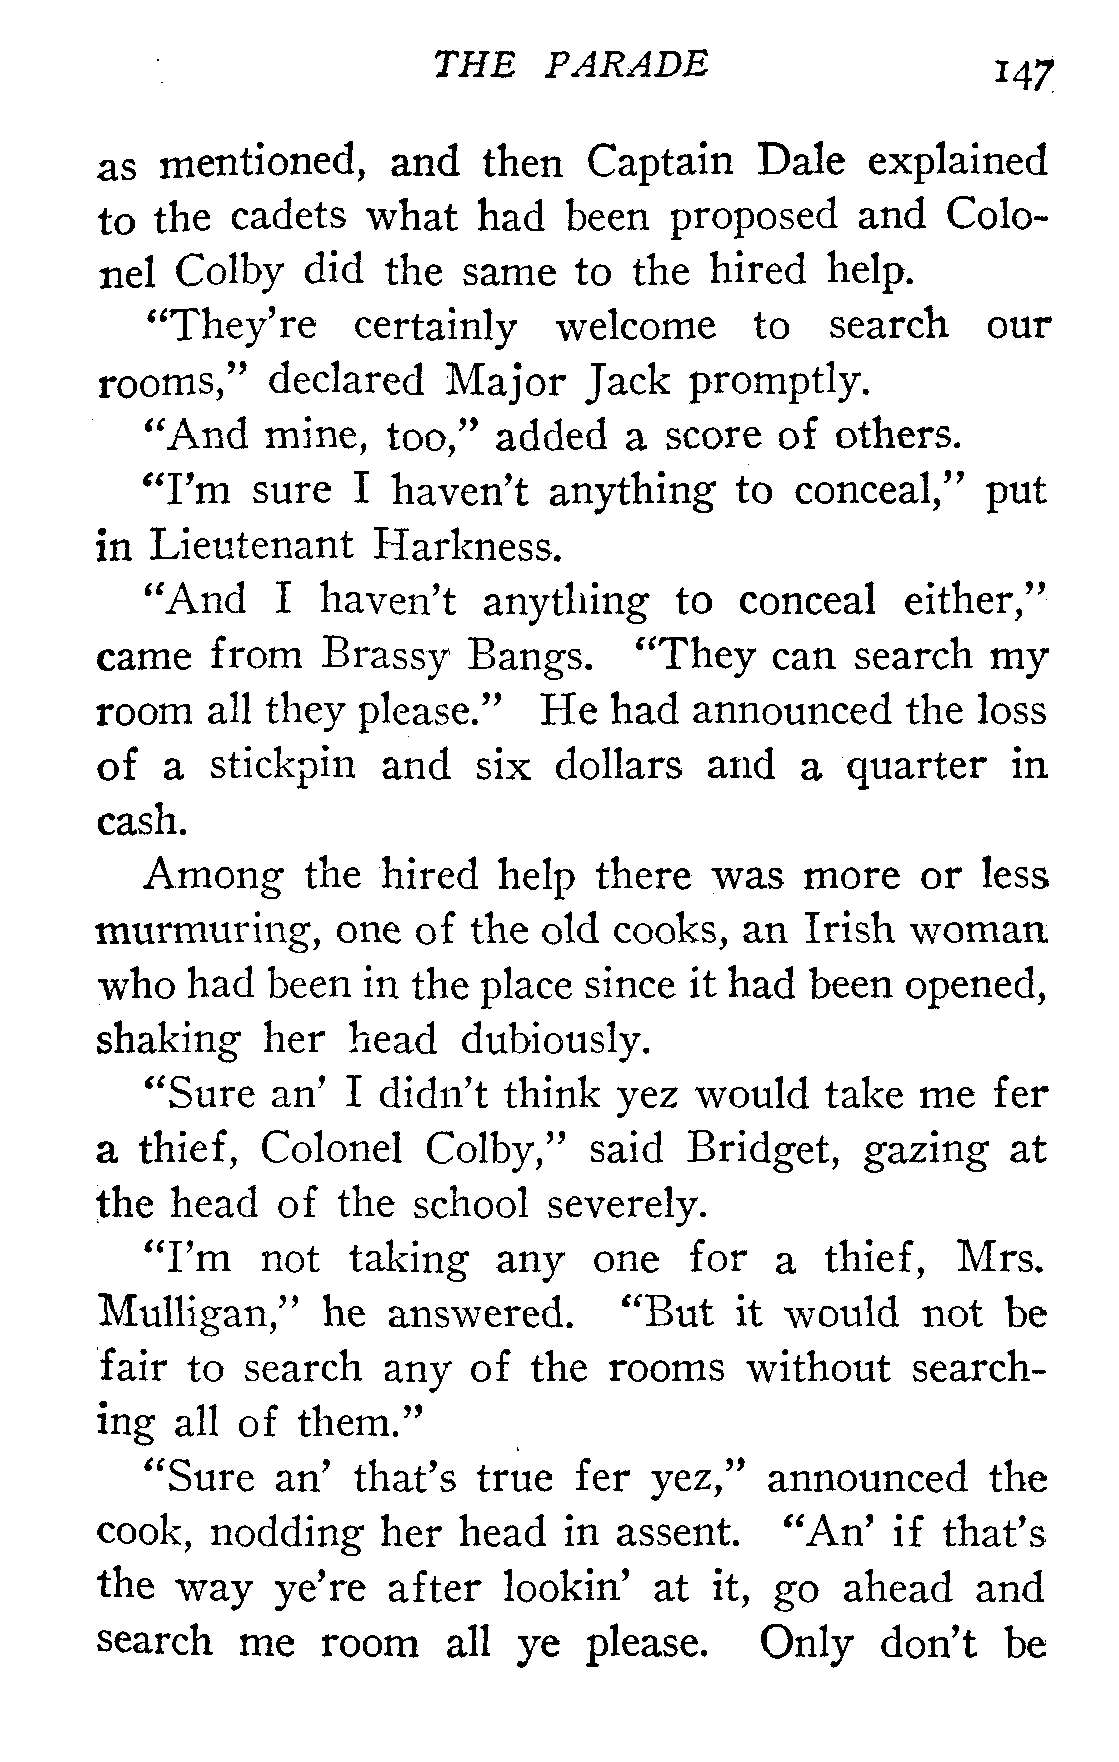 THE PARADE 147
as mentioned, and then Captain Dale explained
to the cadets what had been proposed and Colo-
nel Colby did the same to the hired help.
“They’re certainly welcome to search our
rooms,” declared Major Jack promptly.
“And mine, too,” added a score of others.
“I’m sure I haven’t anything to conceal,” put
in Lieutenant Harkness.
“And I haven’t anything to conceal either,”
came from Brassy Bangs. “They can search my
room all they please.” He had announced the loss
of a stickpin and six dollars and a quarter in
cash.
Among the hired help there was more or less
murmuring, one of the old cooks, an Irish woman
who had been in the place since it had been opened,
shaking her head dubiously.
“Sure an’ I didn’t think yez would take me fer
a thief, Colonel Colby,” said Bridget, gazing at
the head of the school severely.
“I’m not taking any one for a thief, Mrs.
Mulligan,” he answered. “But it would not be
fair to search any of the rooms without search-
ing all of them.”
“Sure an’ that’s true fer yez,” announced the
cook, nodding her head in assent. “An’ if that’s
the way ye’re after lookin’ at it, go ahead and
search me room all ye please. Only don’t be